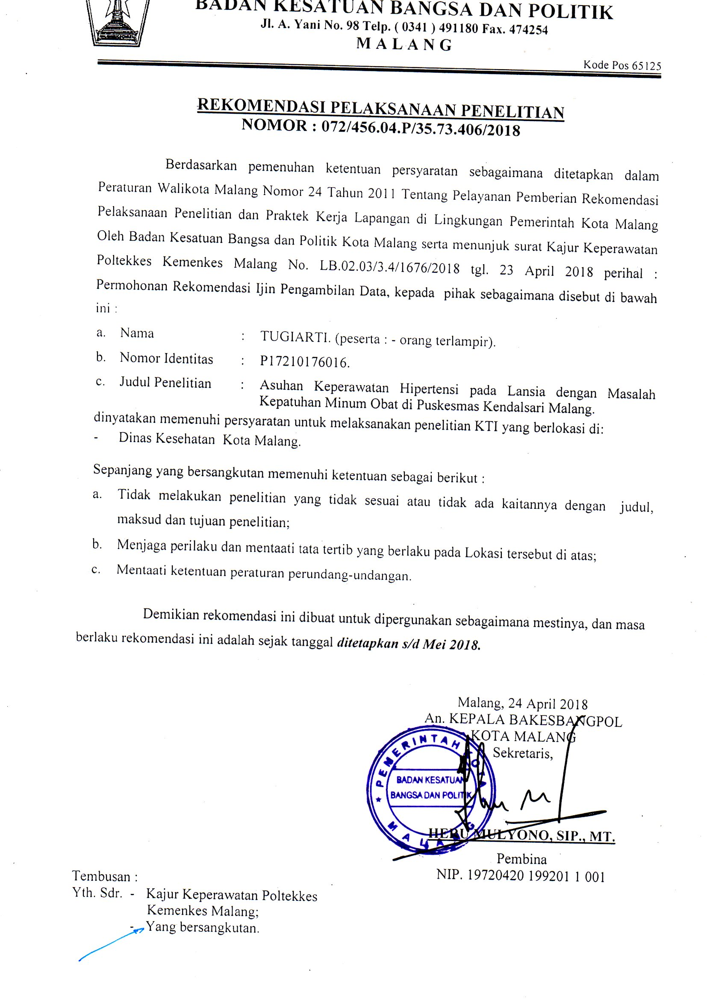 BADAN KESATUAN BANGSA DAN POLITIK
Jl. A. Yani No. 98 Telp. ( 0341 ) 491180 Fax. 474254
M A L A N G
Kode Pos 65125
REKOMENDASI PELAKSANAAN PENELITIAN
NOMOR : 072/456.04.P/35.73.406/2018
Berdasarkan pemenuhan ketentuan persyaratan sebagaimana ditetapkan dalam
Peraturan Walikota Malang Nomor 24 Tahun 2011 Tentang Pelayanan Pemberian Rekomendasi
Pelaksanaan Penelitian dan Praktek Kerja Lapangan di Lingkungan Pemerintah Kota Malang
Oleh Badan Kesatuan Bangsa dan Politik Kota Malang serta menunjuk surat Kajur Keperawatan
Poltekkes Kemenkes Malang No. LB.02.03/3.4/1676/2018 tgl. 23 April 2018 perihal :
Permohonan Rekomendasi Ijin Pengambilan Data, kepada pihak sebagaimana disebut di bawah
ini :
a. Nama : TUGIARTI. (peserta : - orang terlampir).
b. Nomor Identitas : P17210176016.
c. Judul Penelitian : Asuhan Keperawatan Hipertensi pada Lansia dengan Masalah
Kepatuhan Minum Obat di Puskesmas Kendalsari Malang.
dinyatakan memenuhi persyaratan untuk melaksanakan penelitian KTI yang berlokasi di:
- Dinas Kesehatan Kota Malang.
Sepanjang yang bersangkutan memenuhi ketentuan sebagai berikut :
a. Tidak melakukan penelitian yang tidak sesuai atau tidak ada kaitannya dengan judul,
maksud dan tujuan penelitian;
b. Menjaga perilaku dan mentaati tata tertib yang berlaku pada Lokasi tersebut di atas;
c. Mentaati ketentuan peraturan perundang-undangan.
Demikian rekomendasi ini dibuat untuk dipergunakan sebagaimana mestinya, dan masa
berlaku rekomendasi ini adalah sejak tanggal ditetapkan s/d Mei 2018.
Malang, 24 April 2018
An. KEPALA BAKESBANGPOL
KOTA MALANG
Sekretaris,
PEMERINTAH KOTA
BADAN KESATUAN
BANGSA DAN POLITIK
MALANG
HERU MULYONO, SIP., MT.
Pembina
NIP. 19720420 199201 1 001
Tembusan :
Yth. Sdr. - Kajur Keperawatan Poltekkes
Kemenkes Malang;
- Yang bersangkutan.